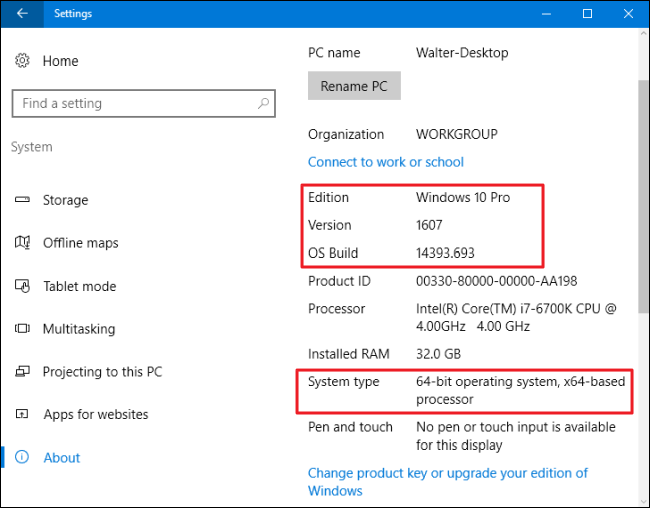 Settings
Home
Find a setting
System
Storage
Offline maps
Tablet mode
Multitasking
Projecting to this PC
Apps for websites
About
PC name Walter-Desktop
Rename PC
Organization WORKGROUP
Connect to work or school
Edition Windows 10 Pro
Version 1607
OS Build 14393.693
Product ID 00330-80000-00000-AA198
Processor Intel(R) Core(TM) i7-6700K CPU @
4.00GHz 4.00 GHz
Installed RAM 32.0 GB
System type 64-bit operating system, x64-based
processor
Pen and touch No pen or touch input is available
for this display
Change product key or upgrade your edition of
Windows